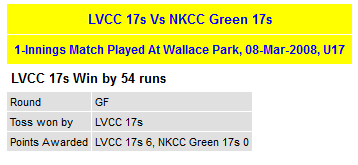 LVCC 17s Vs NKCC Green 17s
1-Innings Match Played At Wallace Park, 08-Mar-2008, U17
LVCC 17s Win by 54 runs
Round GF
Toss won by LVCC 17s
Points Awarded LVCC 17s 6, NKCC Green 17s 0